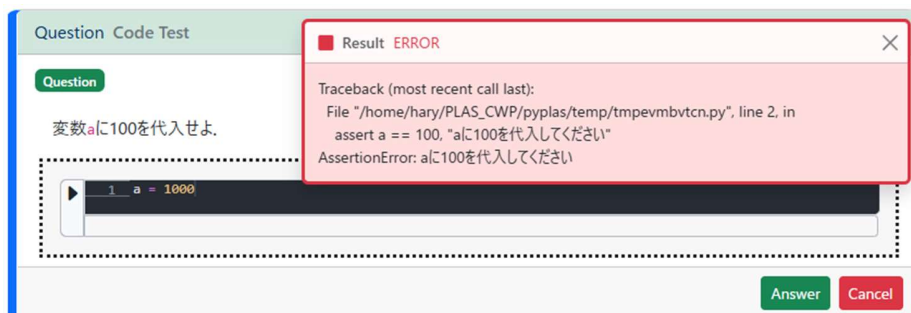 Question Code Test
Result ERROR
Traceback (most recent call last):
File "/home/hary/PLAS_CWP/pyplas/temp/tmpevmbvtcn.py", line 2, in
assert a == 100, "aに100を代入してください"
AssertionError: aに100を代入してください
Question
変数aに100を代入せよ.
1 a = 1000
Answer
Cancel